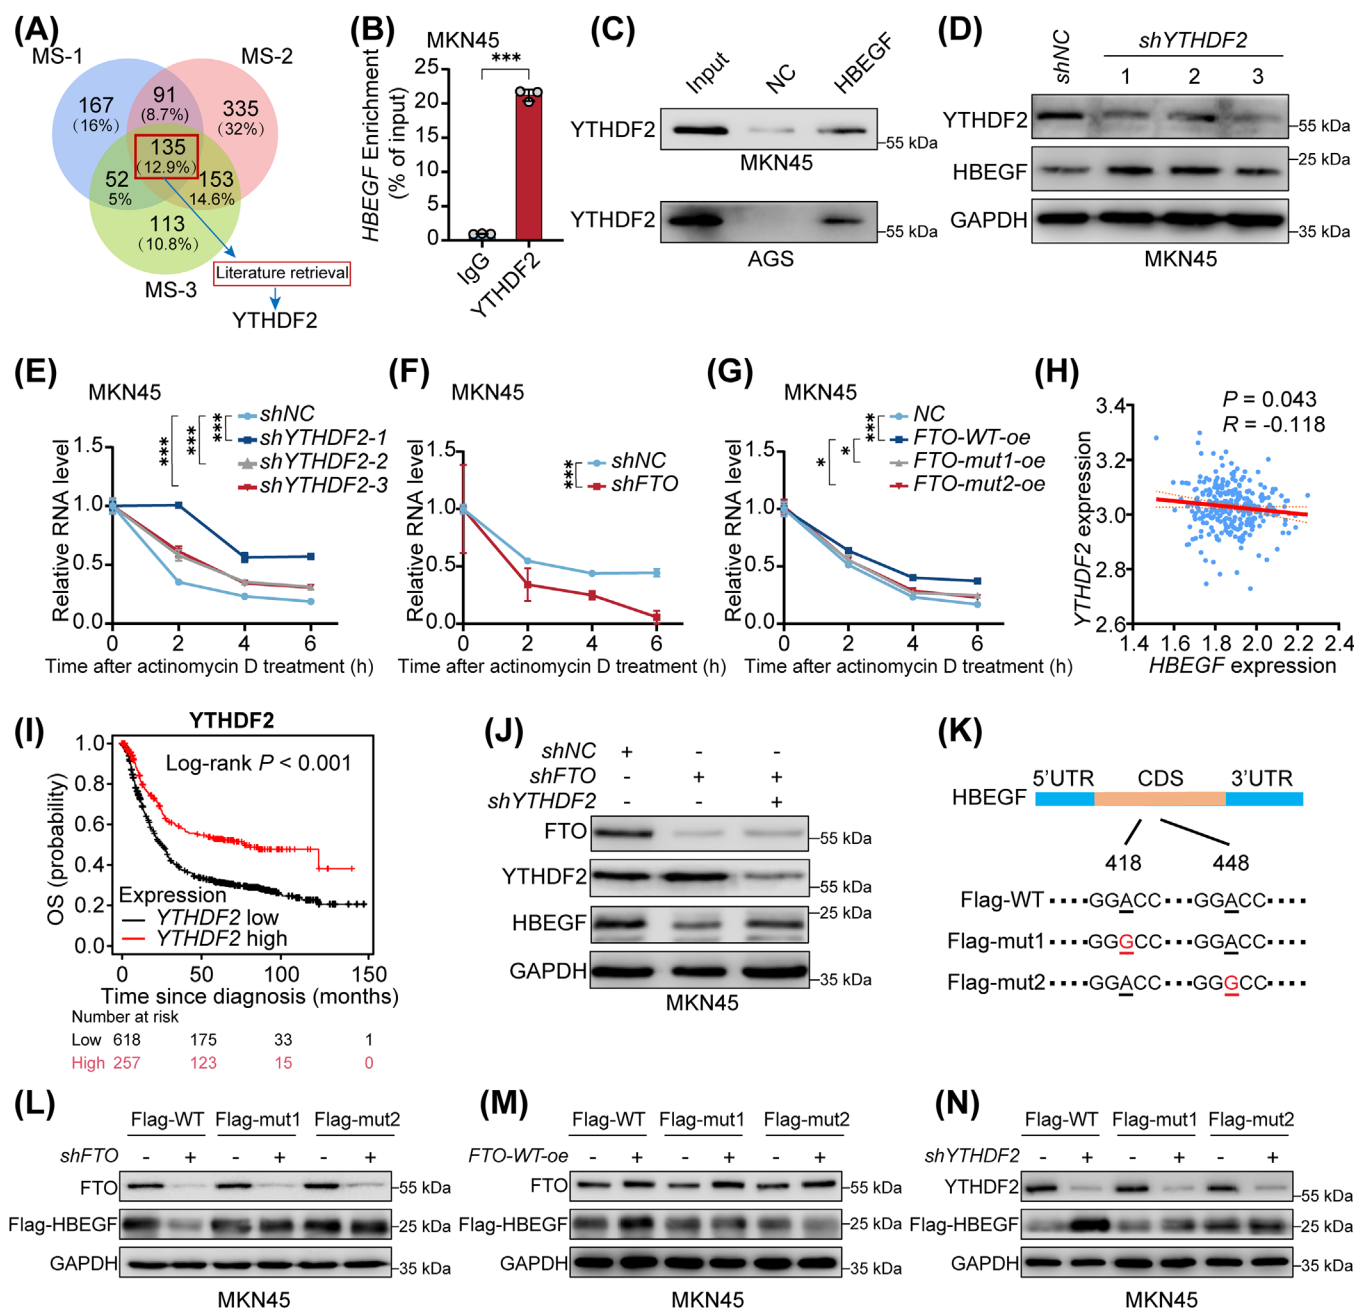 (A)
MS-1
MS-2
167
(16%)
91
(8.7%)
335
(32%)
135
(12.9%)
52
5%
153
14.6%
113
(10.8%)
MS-3
Literature retrieval
YTHDF2
(B)
MKN45
***
HBEGF Enrichment
(% of input)
25
20
15
10
5
0
IgG
YTHDF2
(C)
Input
NC
HBEGF
YTHDF2
55 kDa
MKN45
YTHDF2
55 kDa
AGS
(D)
shNC
shYTHDF2
1 2 3
YTHDF2
55 kDa
HBEGF
25 kDa
GAPDH
35 kDa
MKN45
(E)
MKN45
*** *** ***
shNC
shYTHDF2-1
shYTHDF2-2
shYTHDF2-3
Relative RNA level
1.5
1.0
0.5
0.0
0 2 4 6
Time after actinomycin D treatment (h)
(F)
MKN45
***
shNC
shFTO
Relative RNA level
1.5
1.0
0.5
0.0
0 2 4 6
Time after actinomycin D treatment (h)
(G)
MKN45
* * ***
NC
FTO-WT-oe
FTO-mut1-oe
FTO-mut2-oe
Relative RNA level
1.5
1.0
0.5
0.0
0 2 4 6
Time after actinomycin D treatment (h)
(H)
P = 0.043
R = -0.118
YTHDF2 expression
3.4
3.2
3.0
2.8
2.6
1.4 1.6 1.8 2.0 2.2 2.4
HBEGF expression
(I)
YTHDF2
Log-rank P < 0.001
OS (probability)
1.0
0.8
0.6
0.4
0.2
0.0
Expression
YTHDF2 low
YTHDF2 high
0 50 100 150
Time since diagnosis (months)
Number at risk
Low 618 175 33 1
High 257 123 15 0
(J)
shNC + - -
shFTO - + +
shYTHDF2 - - +
FTO
55 kDa
YTHDF2
55 kDa
HBEGF
25 kDa
GAPDH
35 kDa
MKN45
(K)
5'UTR CDS 3'UTR
HBEGF
418 448
Flag-WT ····GGACC ···GGACC····
Flag-mut1 ····GGGCC ···GGACC····
Flag-mut2 ····GGACC ···GGGCC····
(L)
Flag-WT Flag-mut1 Flag-mut2
shFTO - + - + - +
FTO
55 kDa
Flag-HBEGF
25 kDa
GAPDH
35 kDa
MKN45
(M)
Flag-WT Flag-mut1 Flag-mut2
FTO-WT-oe - + - + - +
FTO
55 kDa
Flag-HBEGF
25 kDa
GAPDH
35 kDa
MKN45
(N)
Flag-WT Flag-mut1 Flag-mut2
shYTHDF2 - + - + - +
YTHDF2
55 kDa
Flag-HBEGF
25 kDa
GAPDH
35 kDa
MKN45